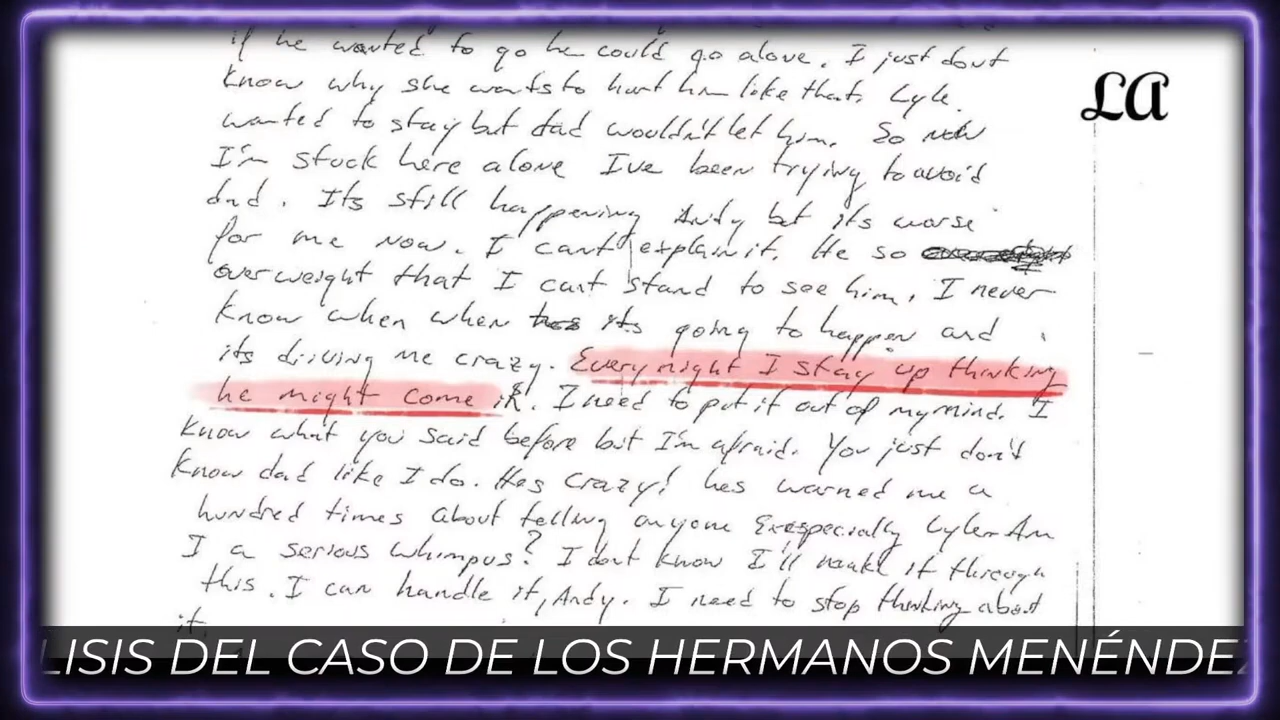 if he wanted to go he could go alone. I just dont
know why she wants to hurt him like that. Lyle
wanted to stay but dad wouldn't let him. So now
I'm stuck here alone I've been trying to avoid
dad. Its still happening Andy but its worse
for me now. I cant explain it. He so
overweight that I cant stand to see him. I never
know when when its going to happen and
its driving me crazy. Every night I stay up thinking
he might come in. I need to put it out of my mind. I
know what you said before but I'm afraid. You just don't
know dad like I do. Hes crazy! hes warned me a
hundred times about telling anyone Exespecially Lyle. Am
I a serious whimpus? I dont know I'll make it through
this. I can handle it, Andy. I need to stop thinking about
it.
LA
LISIS DEL CASO DE LOS HERMANOS MENÉNDEZ